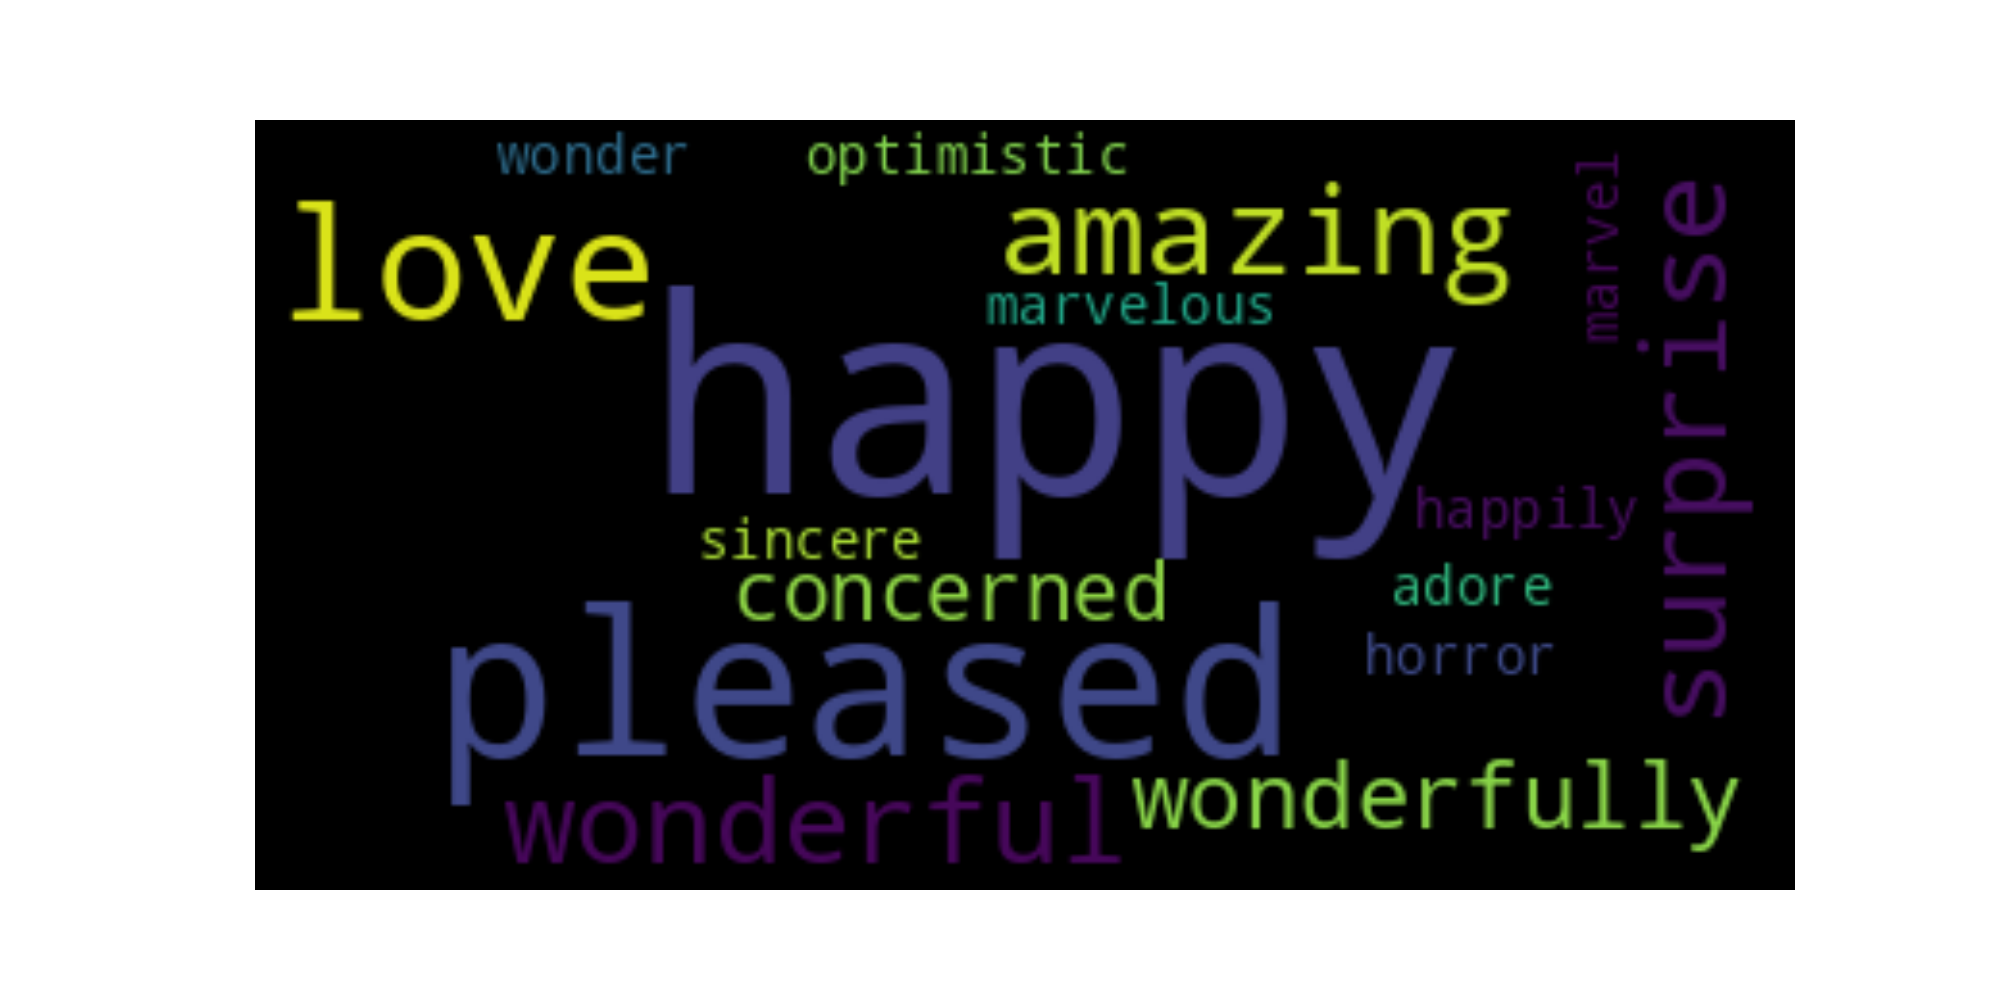 wonder
optimistic
love
amazing
marvel
surprise
marvelous
happy
happily
sincere
concerned
adore
pleased
horror
wonderful
wonderfully